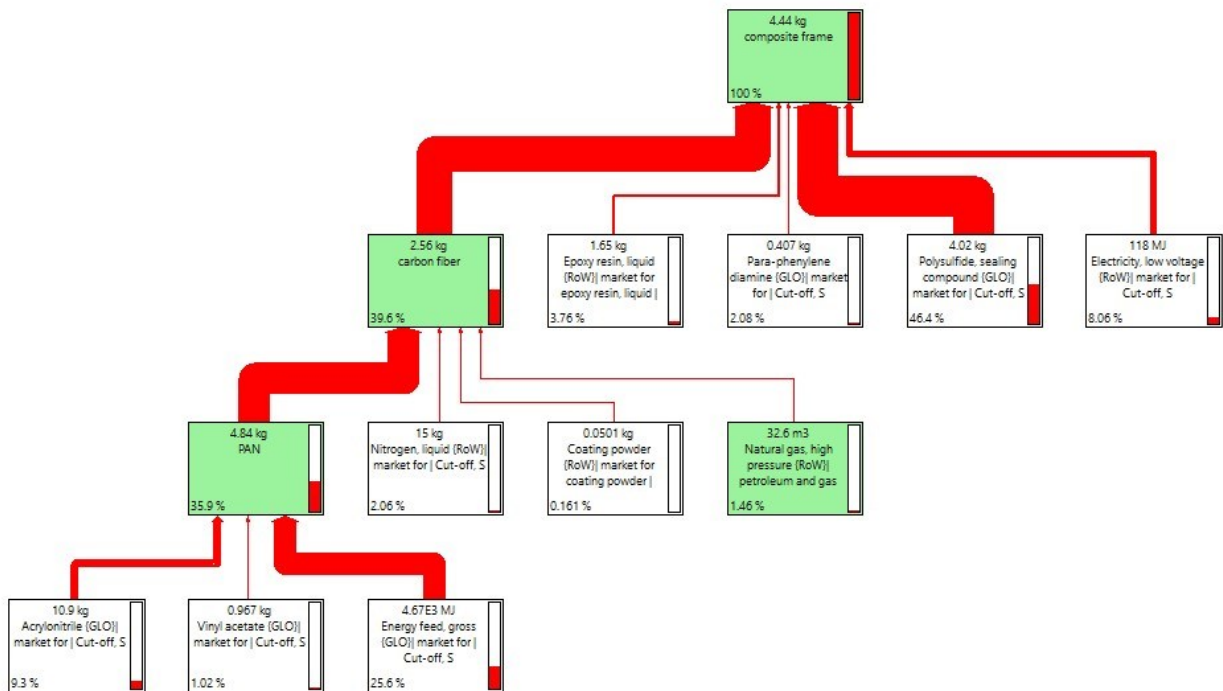 4.44 kg
composite frame
100 %
2.56 kg
carbon fiber
39.6 %
1.65 kg
Epoxy resin, liquid
{RoW}| market for
epoxy resin, liquid |
3.76 %
0.407 kg
Para-phenylene
diamine {GLO}| market
for | Cut-off, S
2.08 %
4.02 kg
Polysulfide, sealing
compound {GLO}|
market for | Cut-off, S
46.4 %
118 MJ
Electricity, low voltage
{RoW}| market for |
Cut-off, S
8.06 %
4.84 kg
PAN
35.9 %
15 kg
Nitrogen, liquid {RoW}|
market for | Cut-off, S
2.06 %
0.0501 kg
Coating powder
{RoW}| market for
coating powder |
0.161 %
32.6 m3
Natural gas, high
pressure {RoW}|
petroleum and gas
1.46 %
10.9 kg
Acrylonitrile {GLO}|
market for | Cut-off, S
9.3 %
0.967 kg
Vinyl acetate {GLO}|
market for | Cut-off, S
1.02 %
4.67E3 MJ
Energy feed, gross
{GLO}| market for |
Cut-off, S
25.6 %